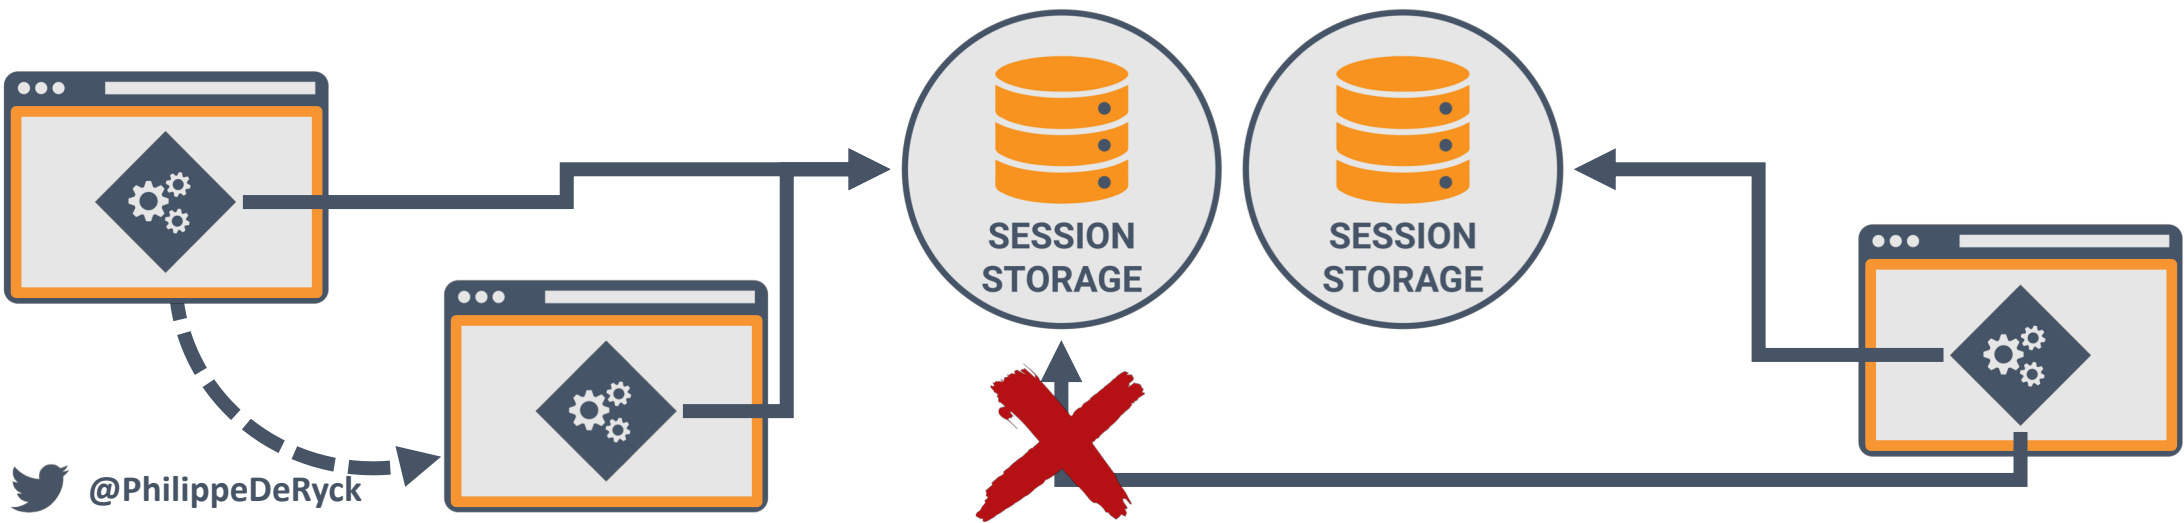 SESSION
STORAGE
SESSION
STORAGE
@PhilippeDeRyck